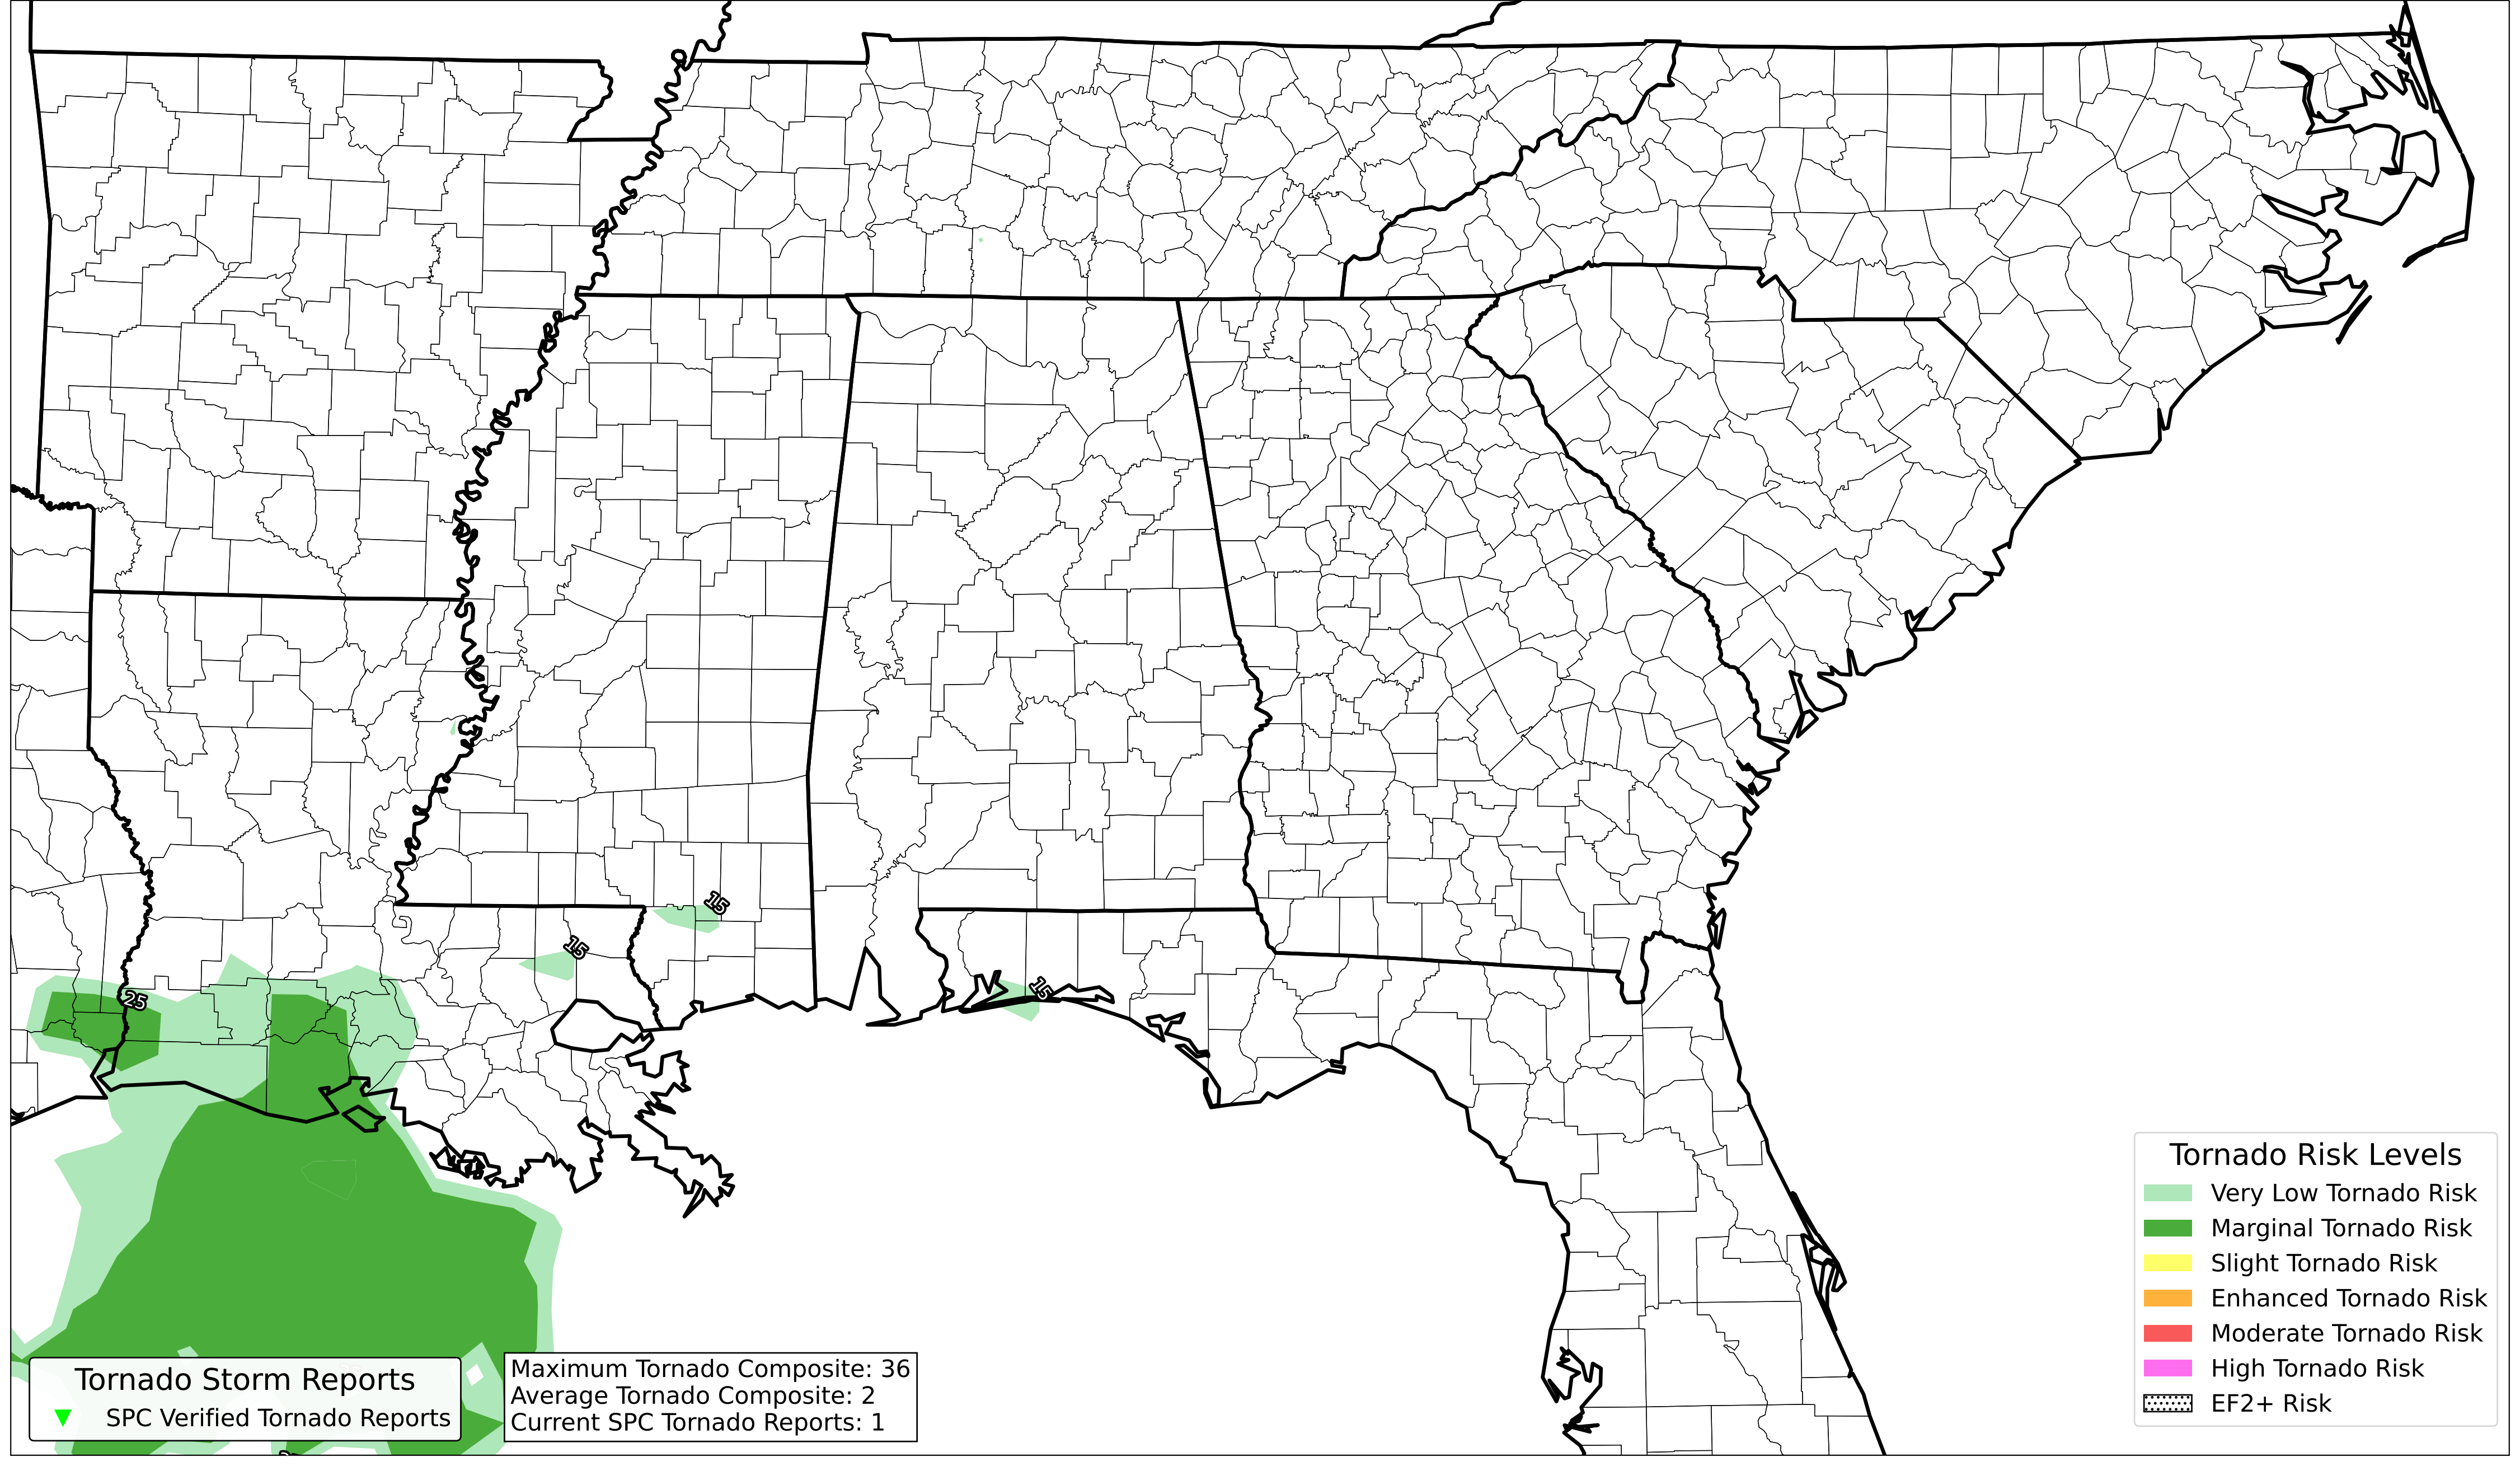 15
15
15
25
Tornado Risk Levels
Very Low Tornado Risk
Marginal Tornado Risk
Slight Tornado Risk
Enhanced Tornado Risk
Moderate Tornado Risk
High Tornado Risk
EF2+ Risk
Tornado Storm Reports
SPC Verified Tornado Reports
Maximum Tornado Composite: 36
Average Tornado Composite: 2
Current SPC Tornado Reports: 1